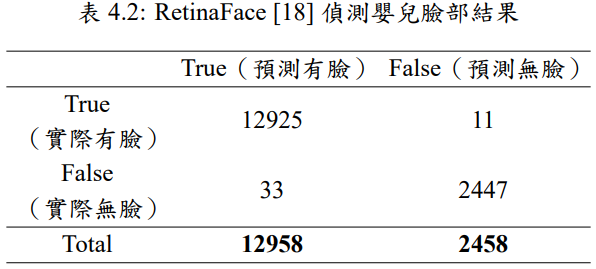 表 4.2: RetinaFace [18] 偵測嬰兒臉部結果
True（預測有臉） False（預測無臉）
True
（實際有臉） 12925 11
False
（實際無臉） 33 2447
Total 12958 2458